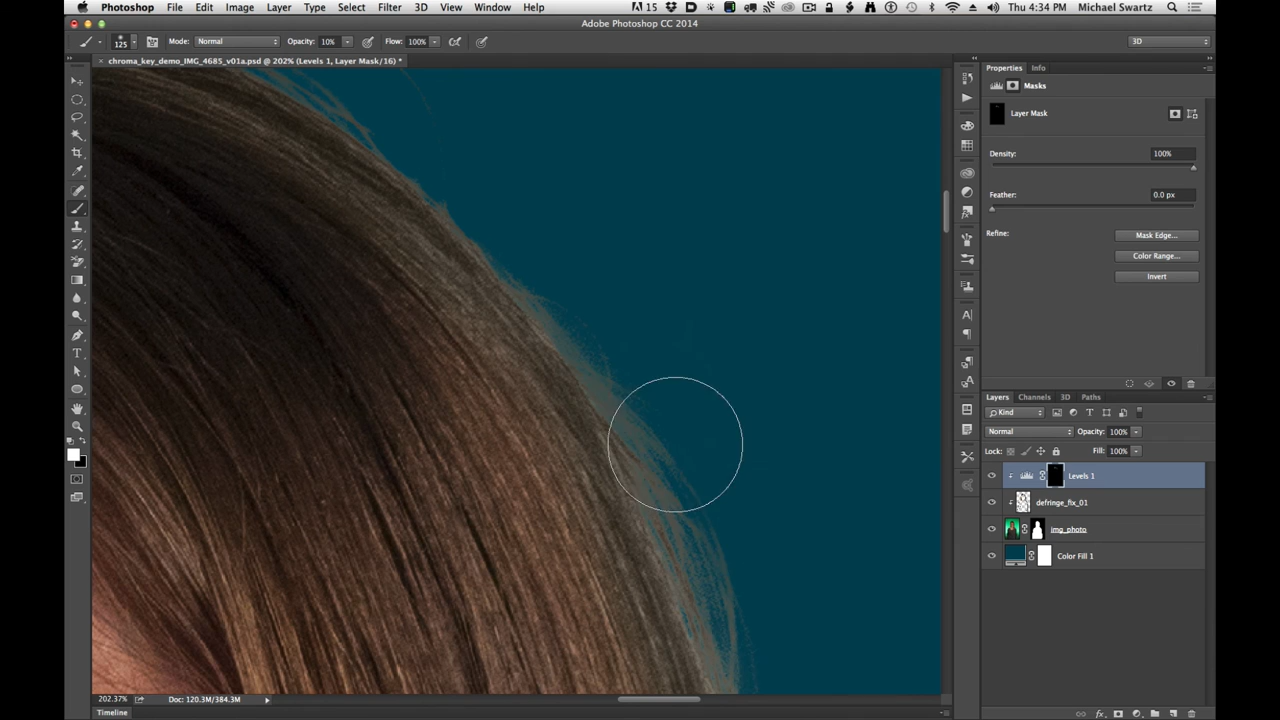 Photoshop File Edit Image Layer Type Select Filter 3D View Window Help 15 Thu 4:34 PM Michael Swartz
Adobe Photoshop CC 2014
125 Mode: Normal Opacity: 10% Flow: 100% 3D
× chroma_key_demo_IMG_4685_v01a.psd @ 202% (Levels 1, Layer Mask/16) *
Properties Info
Masks
Layer Mask
Density: 100%
Feather: 0.0 px
Refine: Mask Edge...
Color Range...
Invert
Layers Channels 3D Paths
Kind
Normal Opacity: 100%
Lock: Fill: 100%
Levels 1
defringe_fix_01
img_photo
Color Fill 1
202.37% Doc: 120.3M/384.3M
Timeline